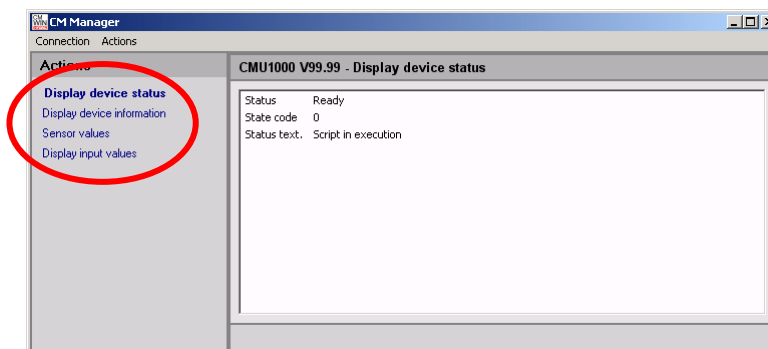 CM Manager
Connection Actions
Actions
CMU1000 V99.99 - Display device status
Display device status
Display device information
Sensor values
Display input values
Status Ready
State code 0
Status text. Script in execution